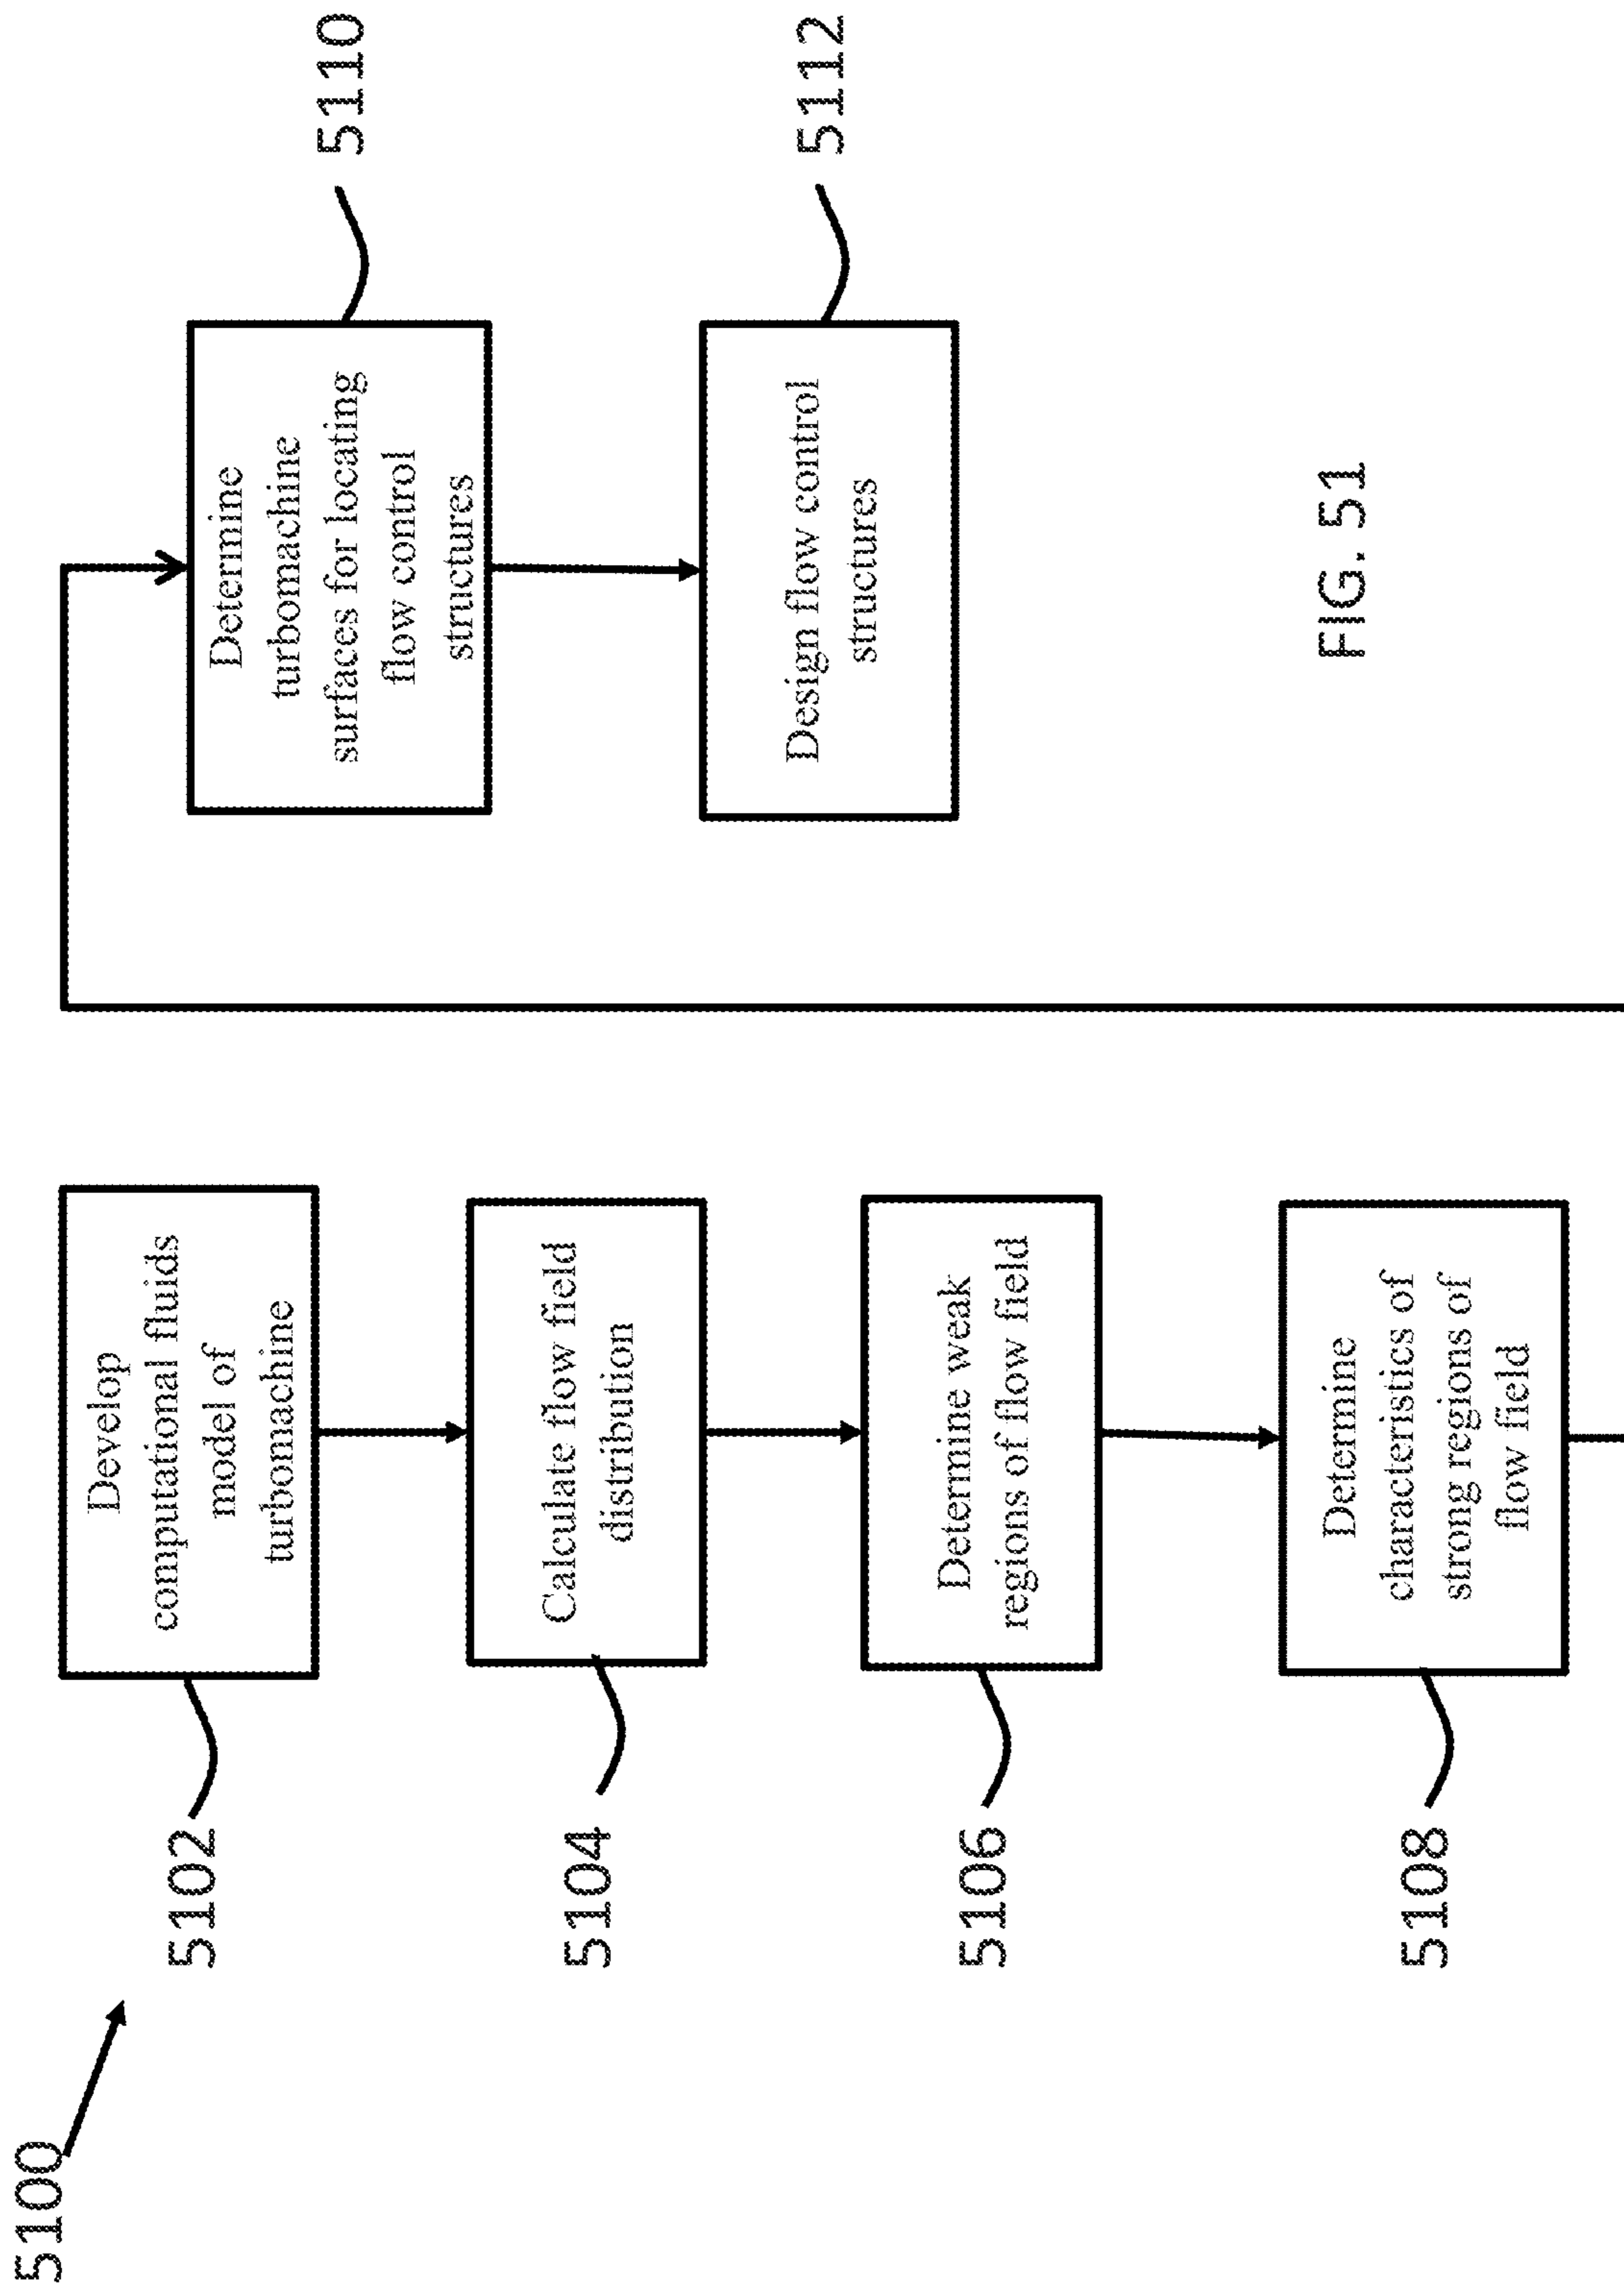 5100
5102
Develop
computational fluids
model of
turbomachine
5104
Calculate flow field
distribution
5106
Determine weak
regions of flow field
5108
Determine
characteristics of
strong regions of
flow field
Determine
turbomachine
surfaces for locating
flow control
structures
5110
Design flow control
structures
5112
FIG. 51